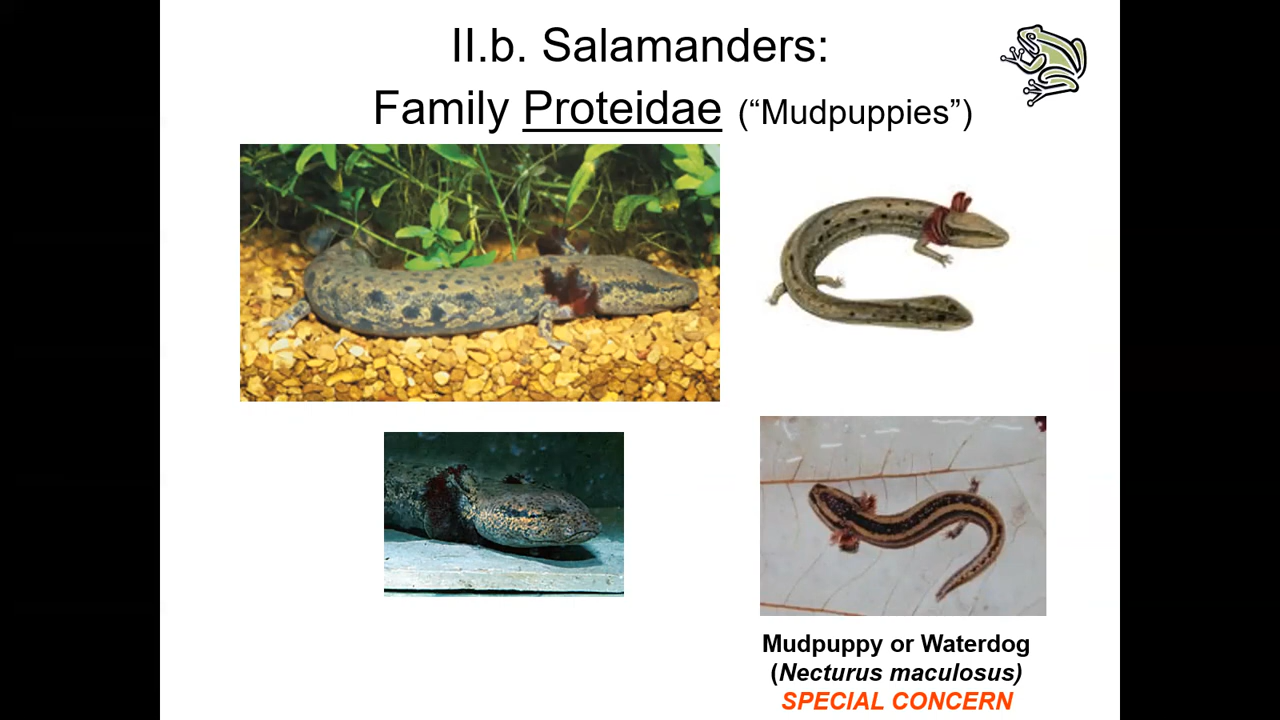 II.b. Salamanders:
Family Proteidae (“Mudpuppies”)
Mudpuppy or Waterdog
(Necturus maculosus)
SPECIAL CONCERN